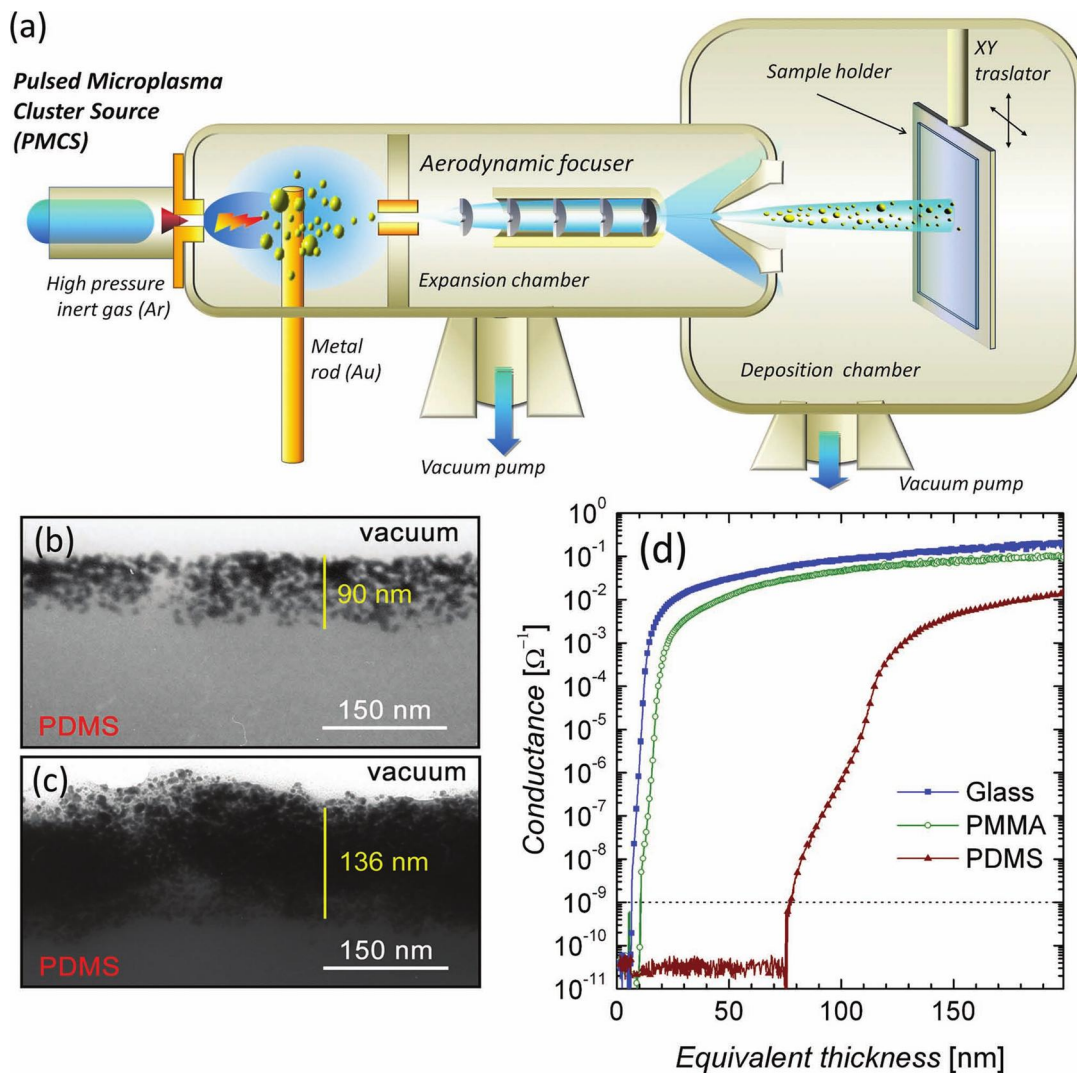 (a)
Pulsed Microplasma
Cluster Source
(PMCS)
High pressure
inert gas (Ar)
Metal
rod (Au)
Aerodynamic focuser
Expansion chamber
Vacuum pump
Sample holder
XY
traslator
Deposition chamber
Vacuum pump
(b)
vacuum
90 nm
150 nm
PDMS
(c)
vacuum
136 nm
150 nm
PDMS
(d)
Conductance [Ω⁻¹]
10⁰
10⁻¹
10⁻²
10⁻³
10⁻⁴
10⁻⁵
10⁻⁶
10⁻⁷
10⁻⁸
10⁻⁹
10⁻¹⁰
10⁻¹¹
Glass
PMMA
PDMS
0 50 100 150
Equivalent thickness [nm]